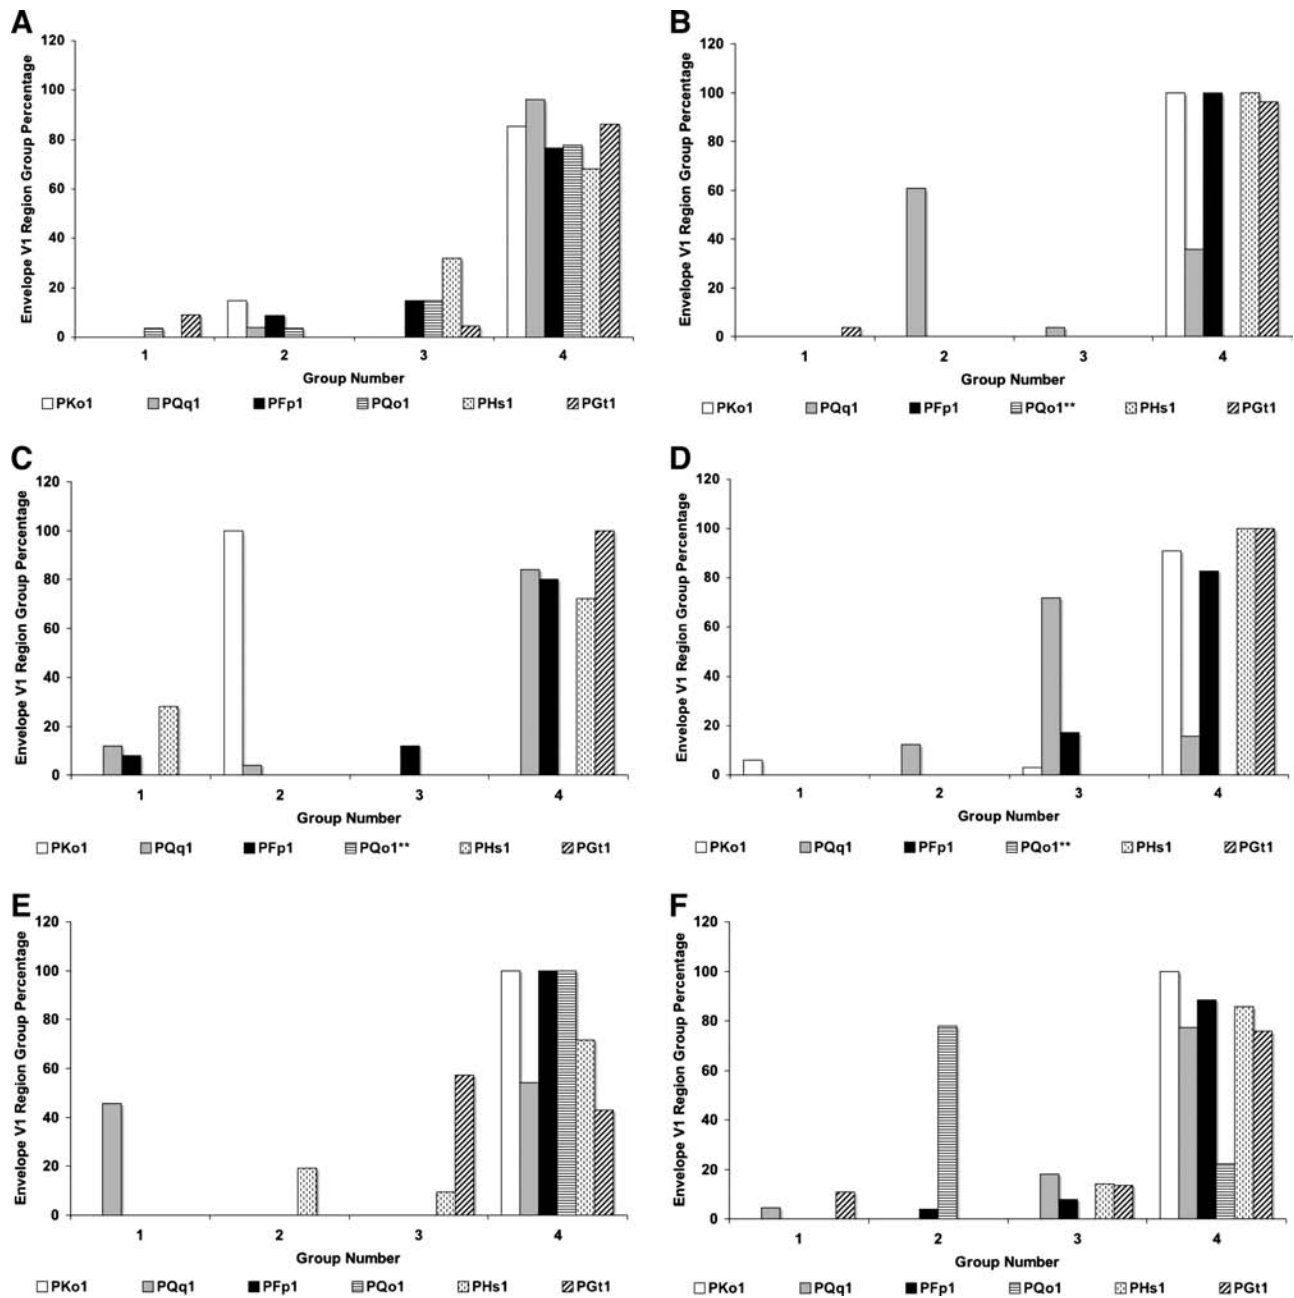 A
Envelope V1 Region Group Percentage
120
100
80
60
40
20
0
1 2 3 4
Group Number
PKo1 PQq1 PFp1 PQo1 PHs1 PGt1
B
Envelope V1 Region Group Percentage
120
100
80
60
40
20
0
1 2 3 4
Group Number
PKo1 PQq1 PFp1 PQo1** PHs1 PGt1
C
Envelope V1 Region Group Percentage
120
100
80
60
40
20
0
1 2 3 4
Group Number
PKo1 PQq1 PFp1 PQo1** PHs1 PGt1
D
Envelope V1 Region Group Percentage
120
100
80
60
40
20
0
1 2 3 4
Group Number
PKo1 PQq1 PFp1 PQo1** PHs1 PGt1
E
Envelope V1 Region Group Percentage
120
100
80
60
40
20
0
1 2 3 4
Group Number
PKo1 PQq1 PFp1 PQo1 PHs1 PGt1
F
Envelope V1 Region Group Percentage
120
100
80
60
40
20
0
1 2 3 4
Group Number
PKo1 PQq1 PFp1 PQo1 PHs1 PGt1